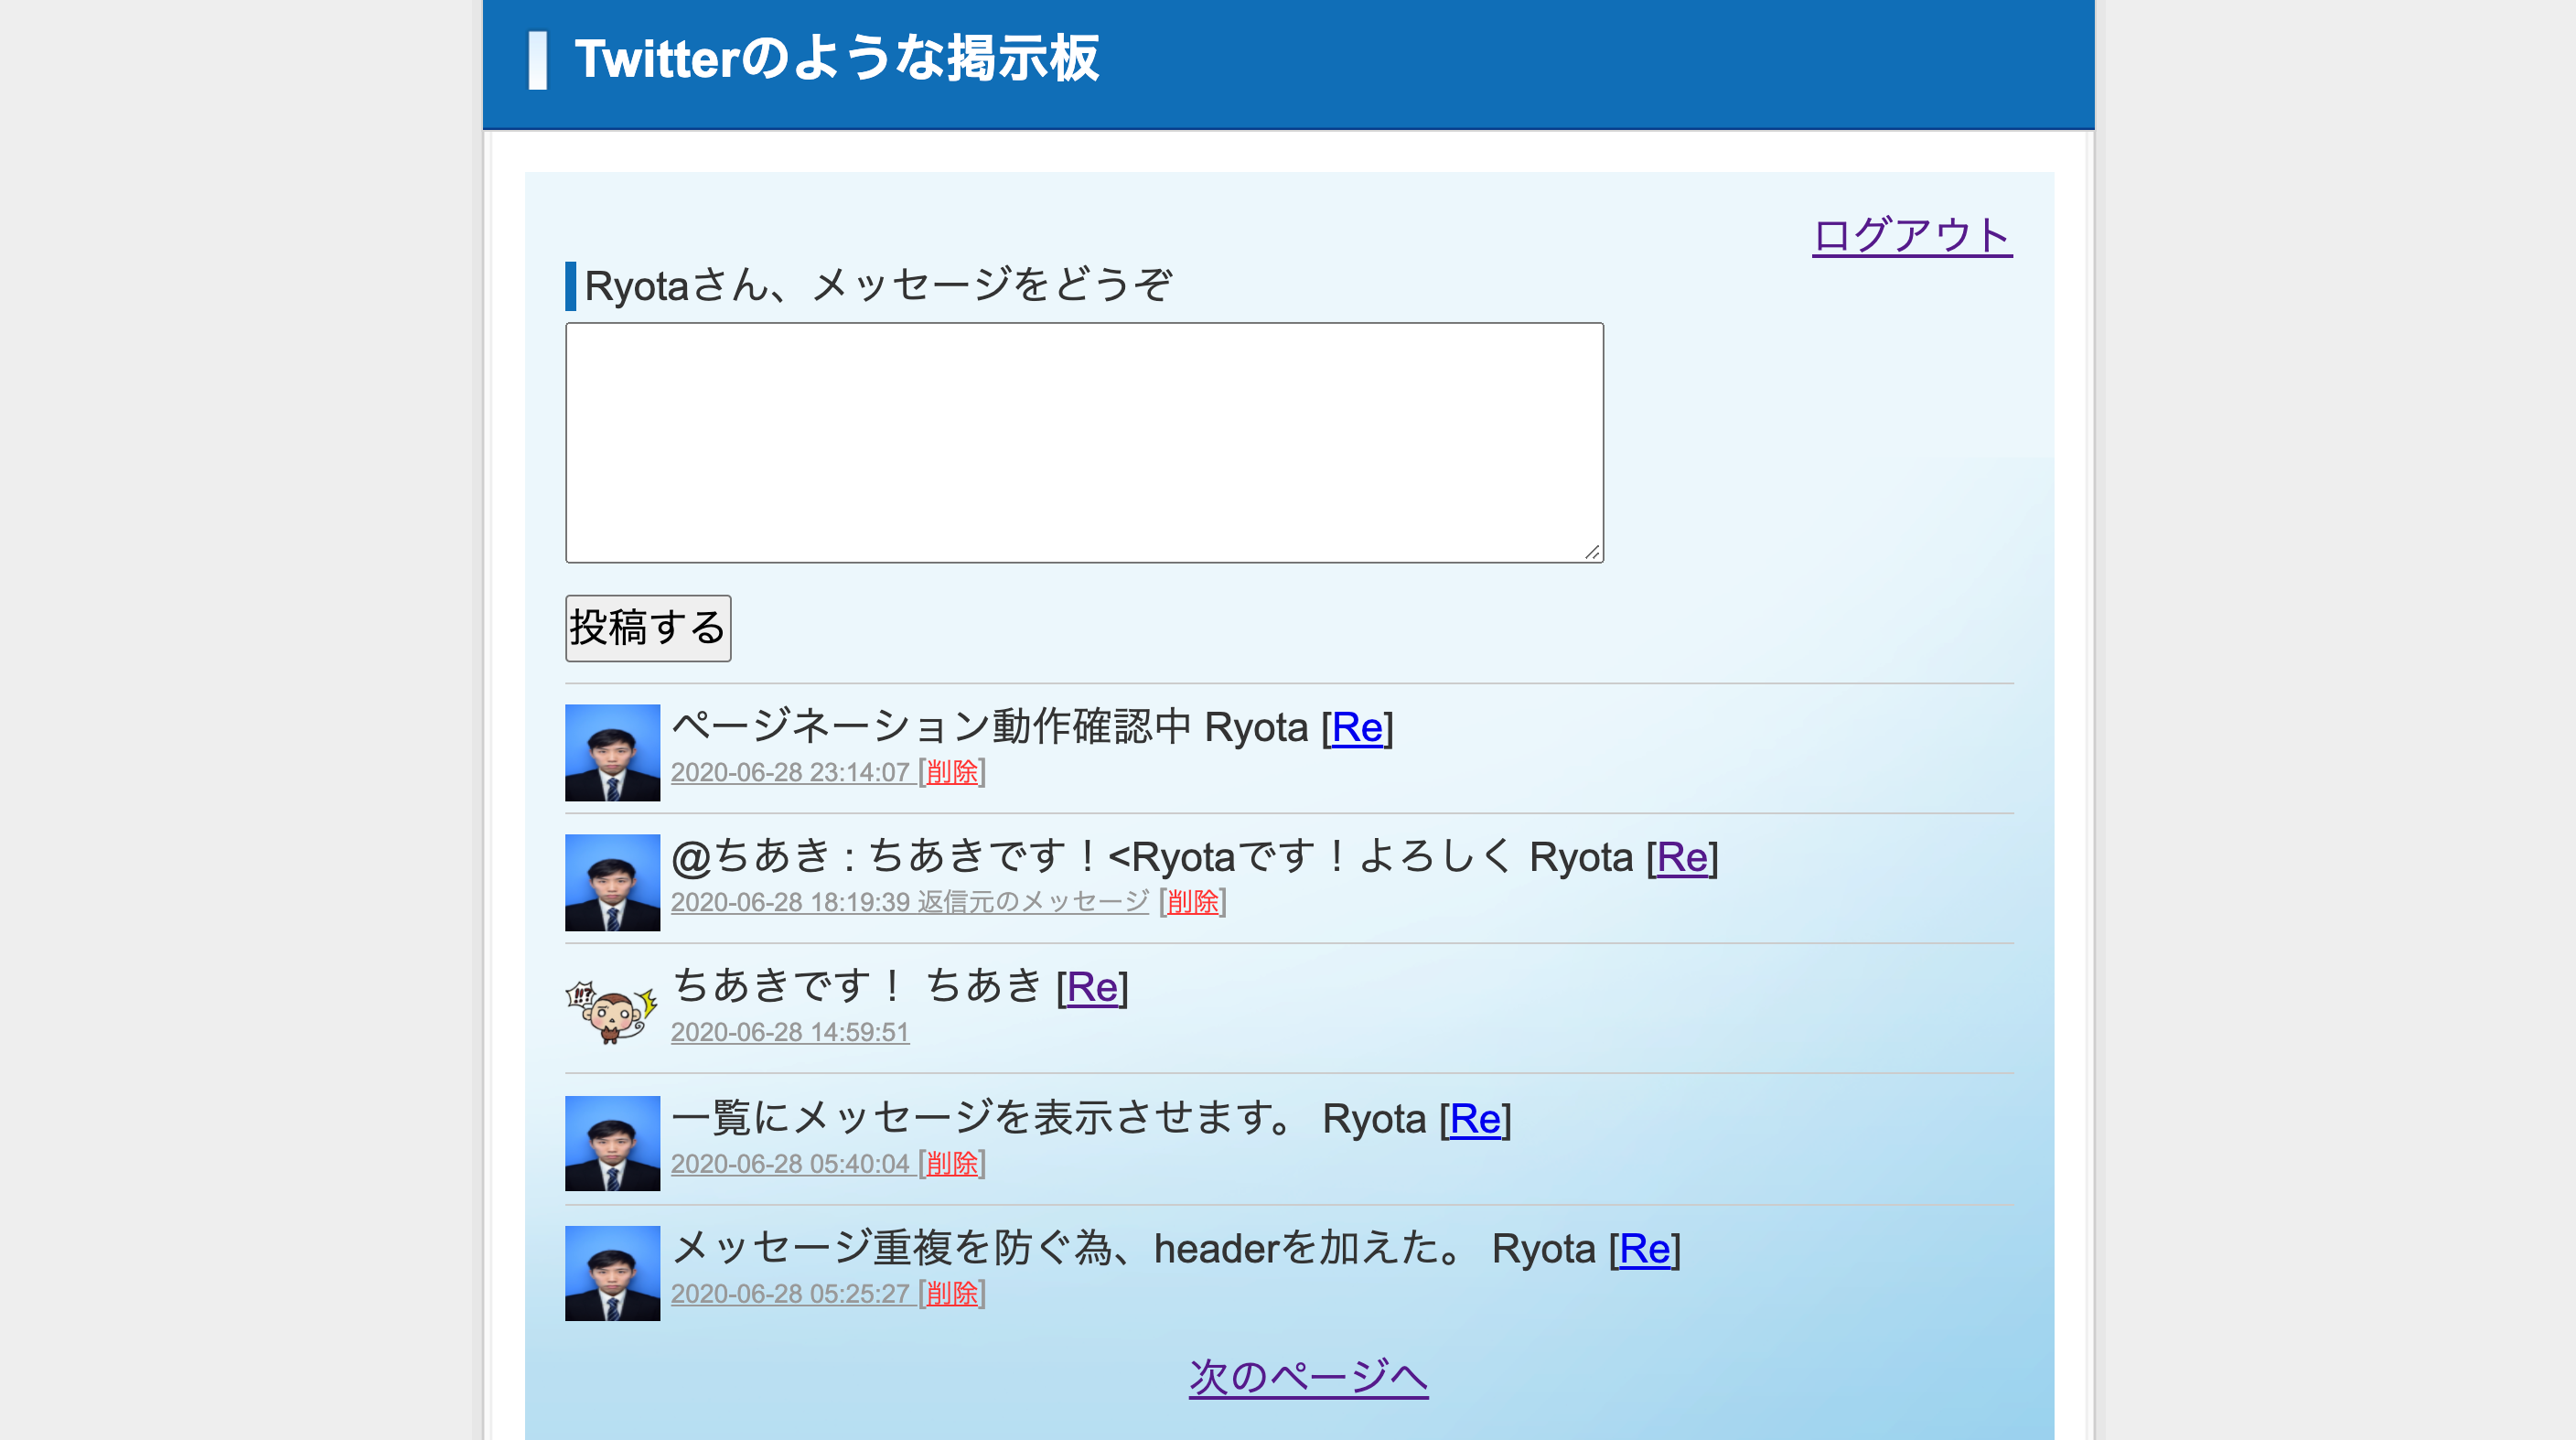 Twitterのような掲示板
ログアウト
Ryotaさん、メッセージをどうぞ
投稿する
ページネーション動作確認中 Ryota [Re]
2020-06-28 23:14:07 [削除]
@ちあき : ちあきです！<Ryotaです！よろしく Ryota [Re]
2020-06-28 18:19:39 返信元のメッセージ [削除]
!!?
ちあきです！ ちあき [Re]
2020-06-28 14:59:51
一覧にメッセージを表示させます。 Ryota [Re]
2020-06-28 05:40:04 [削除]
メッセージ重複を防ぐ為、headerを加えた。 Ryota [Re]
2020-06-28 05:25:27 [削除]
次のページへ